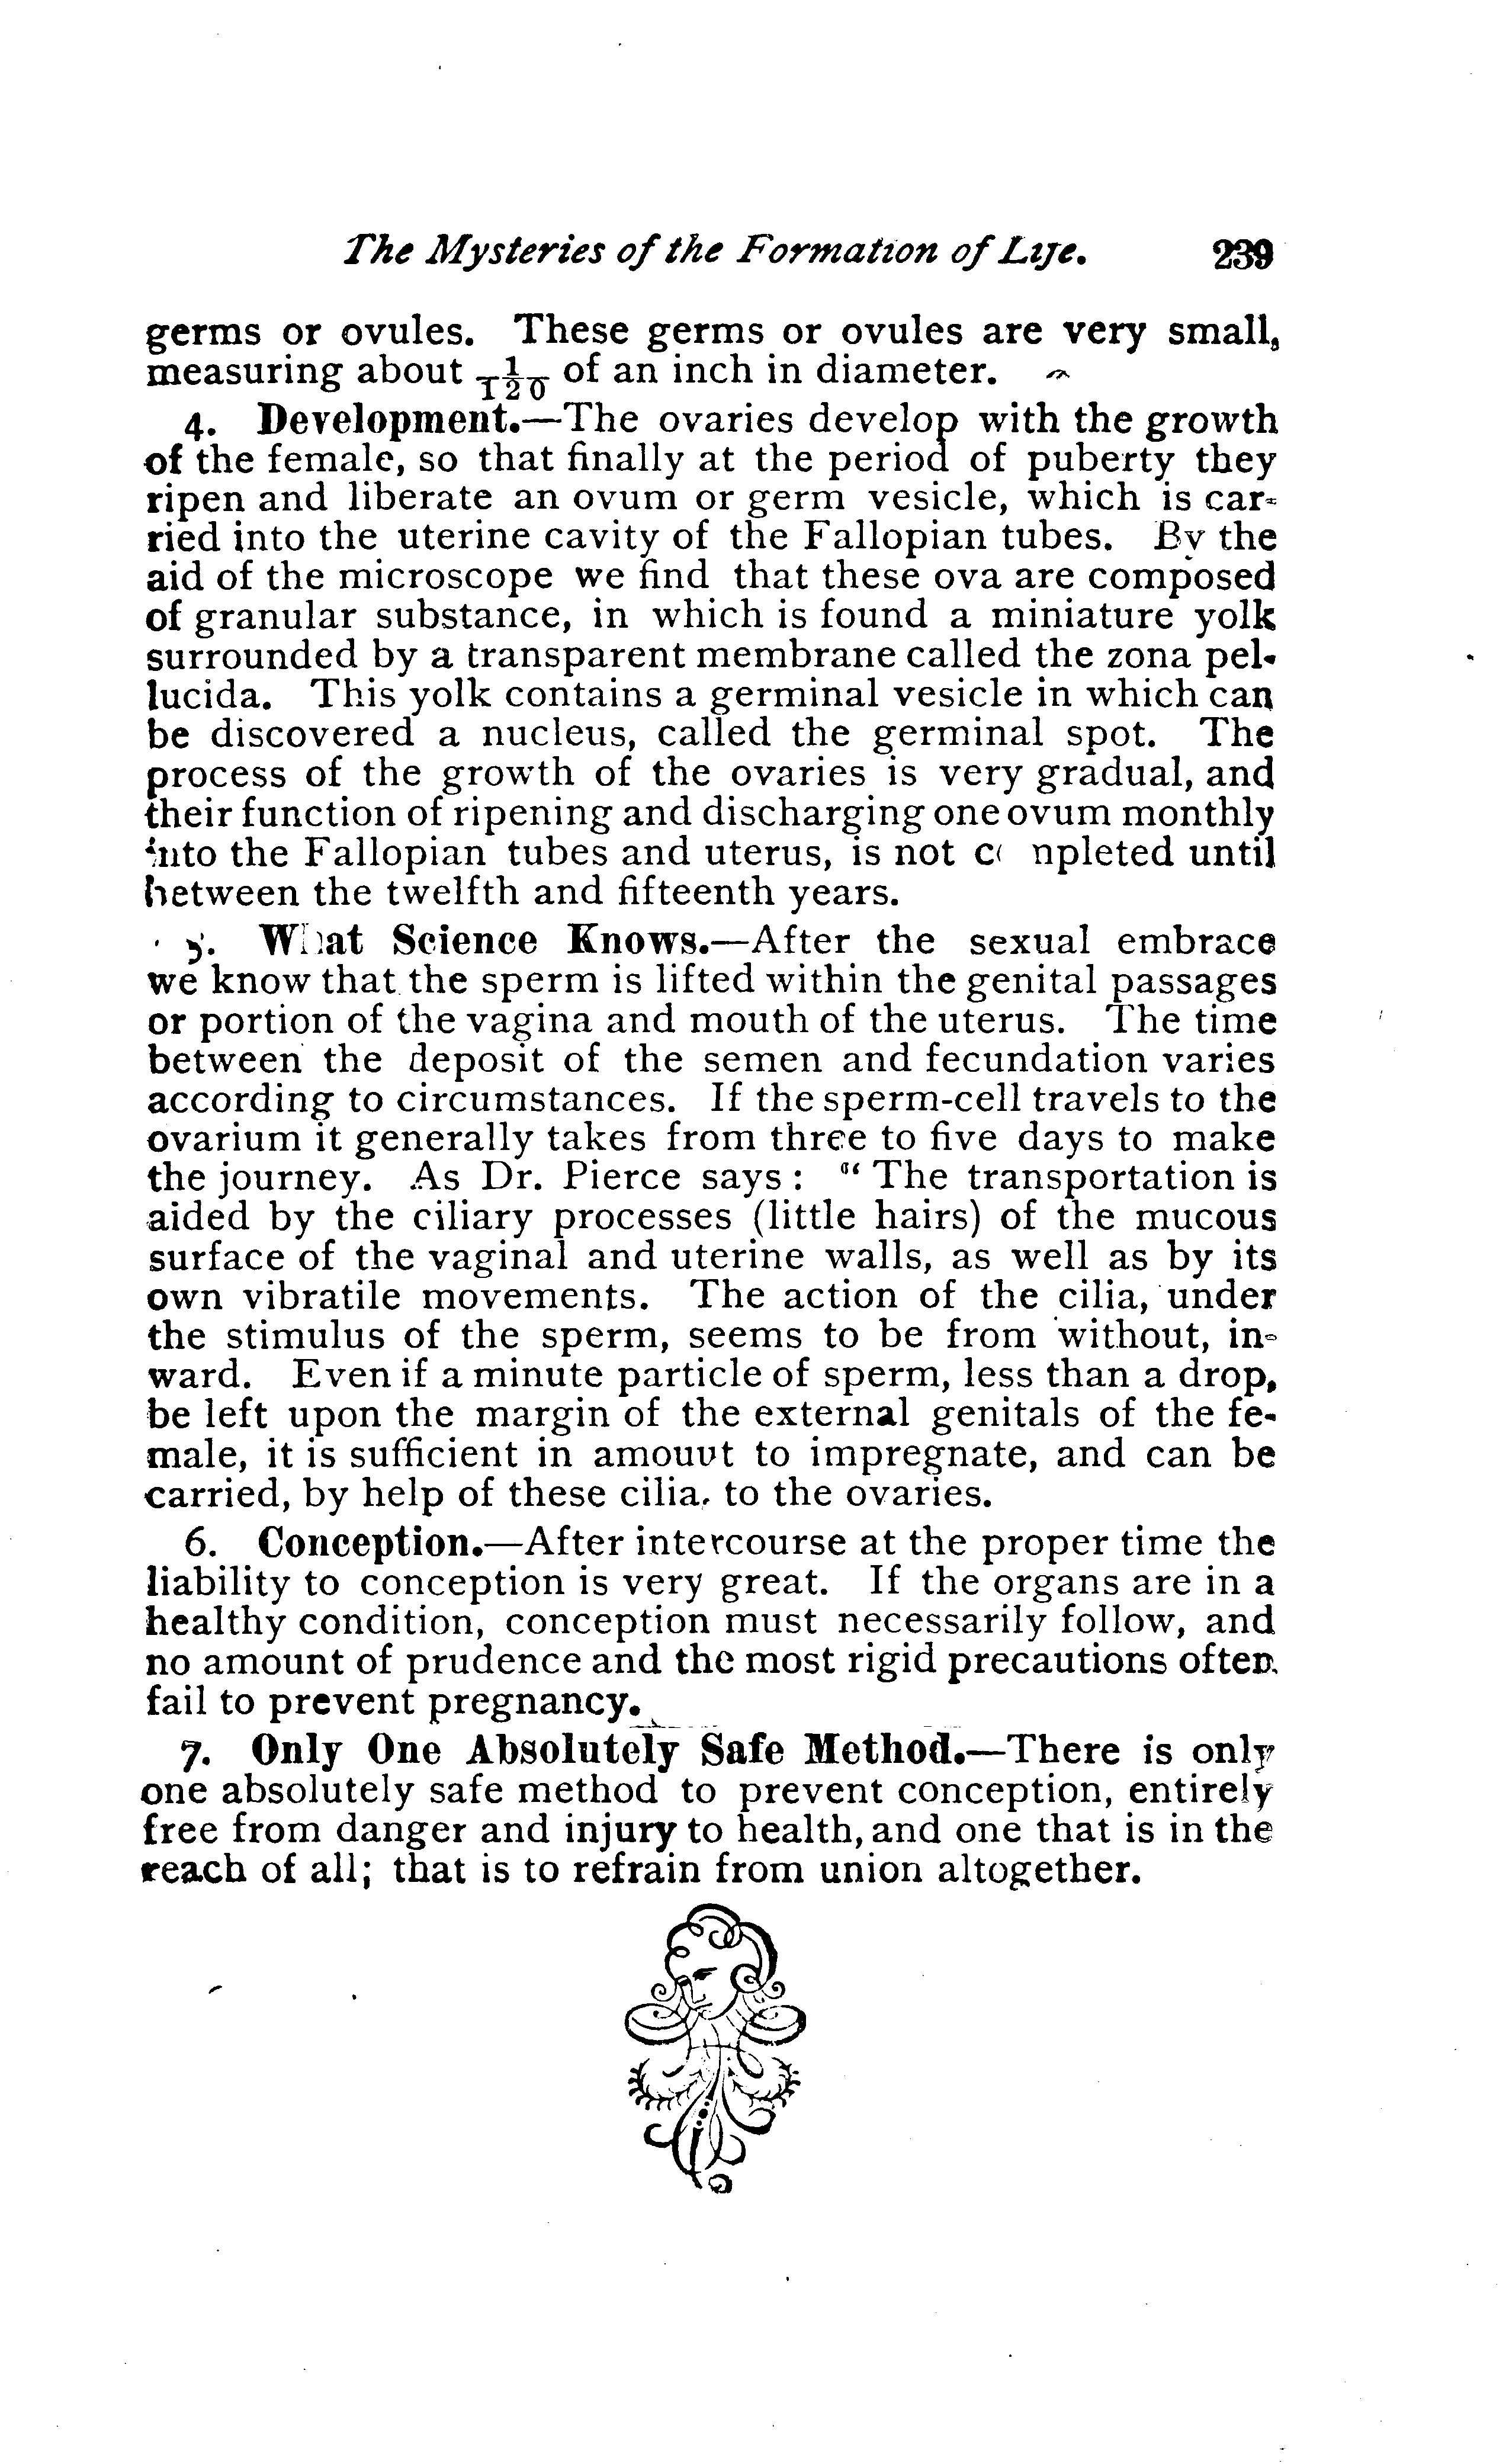 The Mysteries of the Formation of Life. 239
germs or ovules. These germs or ovules are very small,
measuring about 1/120 of an inch in diameter.
4. Development.—The ovaries develop with the growth
of the female, so that finally at the period of puberty they
ripen and liberate an ovum or germ vesicle, which is car-
ried into the uterine cavity of the Fallopian tubes. By the
aid of the microscope we find that these ova are composed
of granular substance, in which is found a miniature yolk
surrounded by a transparent membrane called the zona pel-
lucida. This yolk contains a germinal vesicle in which can
be discovered a nucleus, called the germinal spot. The
process of the growth of the ovaries is very gradual, and
their function of ripening and discharging one ovum monthly
into the Fallopian tubes and uterus, is not completed until
between the twelfth and fifteenth years.
5. What Science Knows.—After the sexual embrace
we know that the sperm is lifted within the genital passages
or portion of the vagina and mouth of the uterus. The time
between the deposit of the semen and fecundation varies
according to circumstances. If the sperm-cell travels to the
ovarium it generally takes from three to five days to make
the journey. As Dr. Pierce says: "The transportation is
aided by the ciliary processes (little hairs) of the mucous
surface of the vaginal and uterine walls, as well as by its
own vibratile movements. The action of the cilia, under
the stimulus of the sperm, seems to be from without, in-
ward. Even if a minute particle of sperm, less than a drop,
be left upon the margin of the external genitals of the fe-
male, it is sufficient in amouut to impregnate, and can be
carried, by help of these cilia, to the ovaries.
6. Conception.—After intercourse at the proper time the
liability to conception is very great. If the organs are in a
healthy condition, conception must necessarily follow, and
no amount of prudence and the most rigid precautions often
fail to prevent pregnancy.
7. Only One Absolutely Safe Method.—There is only
one absolutely safe method to prevent conception, entirely
free from danger and injury to health, and one that is in the
reach of all; that is to refrain from union altogether.